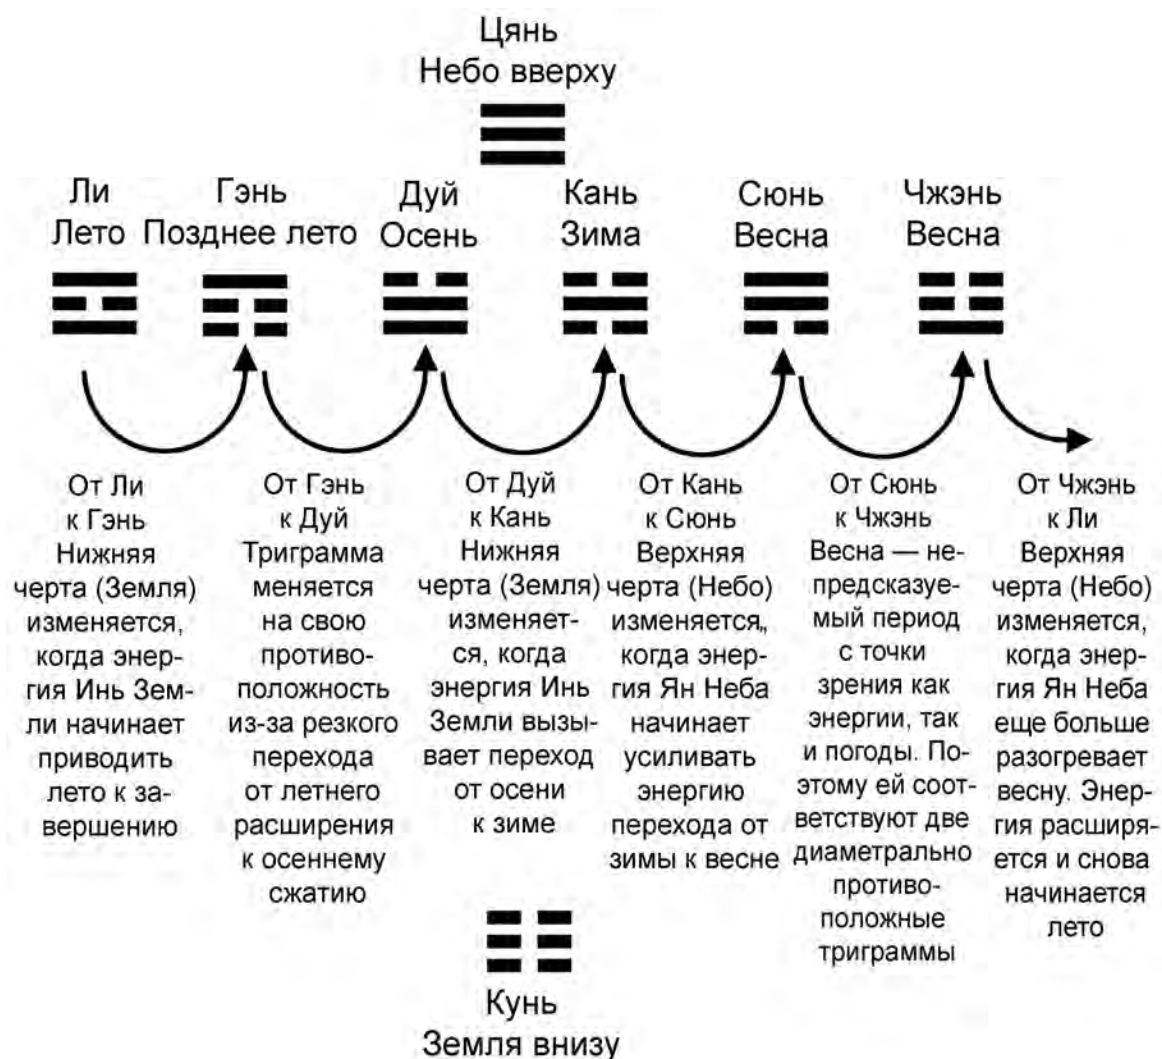 Цянь
Небо вверху
Ли
Лето
Гэнь
Позднее лето
Дуй
Осень
Кань
Зима
Сюнь
Весна
Чжэнь
Весна
От Ли
к Гэнь
Нижняя
черта (Земля)
изменяется,
когда энер-
гия Инь Зем-
ли начинает
приводить
лето к за-
вершению
От Гэнь
к Дуй
Триграмма
меняется
на свою
противо-
положность
из-за резкого
перехода
от летнего
расширения
к осеннему
сжатию
От Дуй
к Кань
Нижняя
черта (Земля)
изменяет-
ся, когда
энергия Инь
Земли вызы-
вает переход
от осени
к зиме
От Кань
к Сюнь
Верхняя
черта (Небо)
изменяется,
когда энер-
гия Ян Неба
начинает
усиливать
энергию
перехода от
зимы к весне
От Сюнь
к Чжэнь
Весна — не-
предсказуе-
мый период
с точки
зрения как
энергии, так
и погоды. По-
этому ей соот-
ветствуют две
диаметрально
противо-
положные
триграммы
От Чжэнь
к Ли
Верхняя
черта (Небо)
изменяется,
когда энер-
гия Ян Неба
еще больше
разогревает
весну. Энер-
гия расширя-
ется и снова
начинается
лето
Кунь
Земля внизу